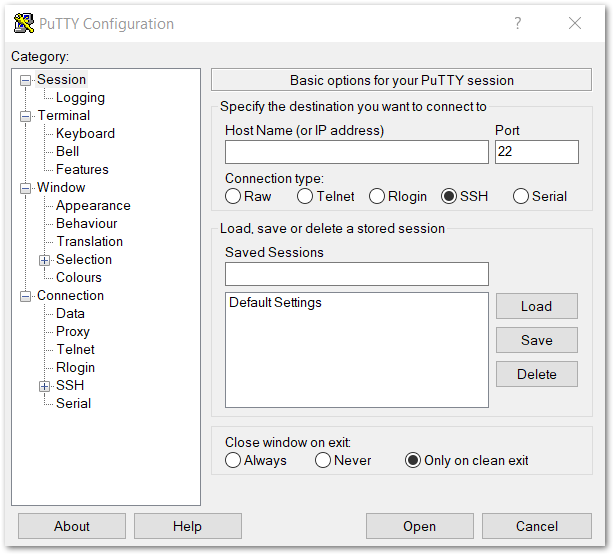 PuTTY Configuration
?
Category:
Session
Logging
Terminal
Keyboard
Bell
Features
Window
Appearance
Behaviour
Translation
Selection
Colours
Connection
Data
Proxy
Telnet
Rlogin
SSH
Serial
Basic options for your PuTTY session
Specify the destination you want to connect to
Host Name (or IP address) Port
22
Connection type:
Raw Telnet Rlogin SSH Serial
Load, save or delete a stored session
Saved Sessions
Default Settings
Load
Save
Delete
Close window on exit:
Always Never Only on clean exit
About Help Open Cancel